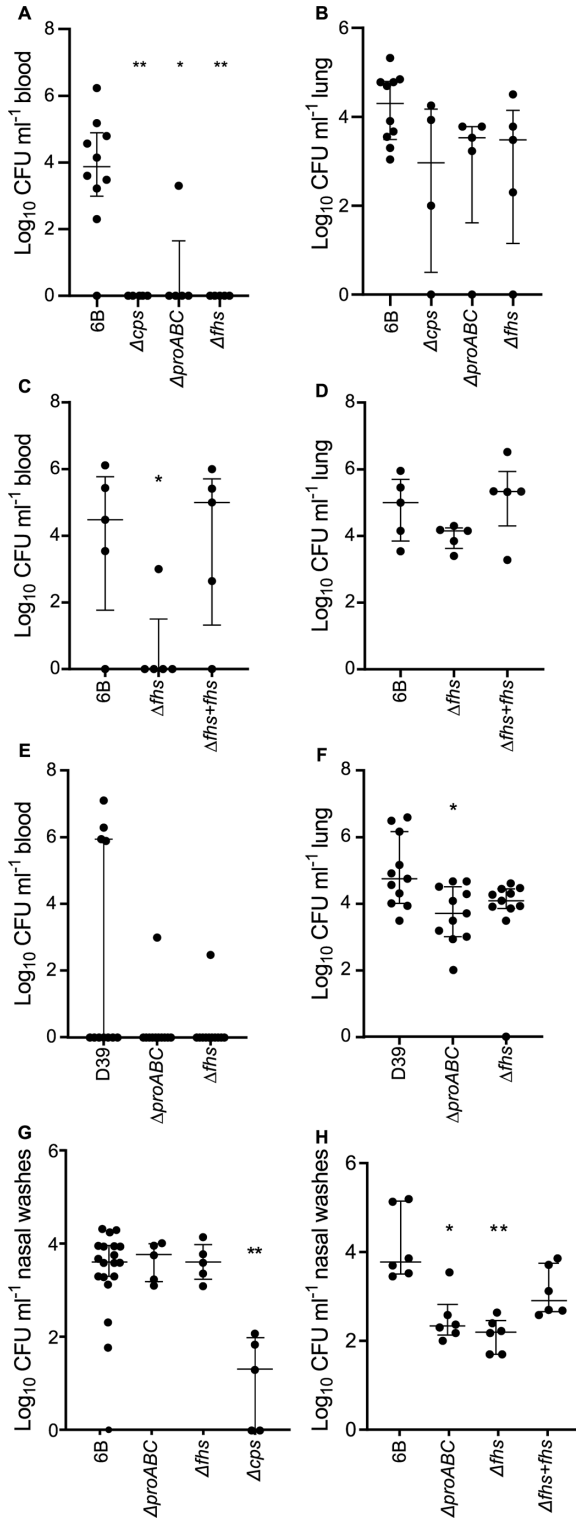 A
Log10 CFU ml-1 blood
8
6
4
2
0
** * **
6B Δcps ΔproABC Δfhs
B
Log10 CFU ml-1 lung
6
4
2
0
6B Δcps ΔproABC Δfhs
C
Log10 CFU ml-1 blood
8
6
4
2
0
*
6B Δfhs Δfhs+fhs
D
Log10 CFU ml-1 lung
8
6
4
2
0
6B Δfhs Δfhs+fhs
E
Log10 CFU ml-1 blood
8
6
4
2
0
D39 ΔproABC Δfhs
F
Log10 CFU ml-1 lung
8
6
4
2
0
*
D39 ΔproABC Δfhs
G
Log10 CFU ml-1 nasal washes
6
4
2
0
**
6B ΔproABC Δfhs Δcps
H
Log10 CFU ml-1 nasal washes
6
4
2
0
* **
6B ΔproABC Δfhs Δfhs+fhs